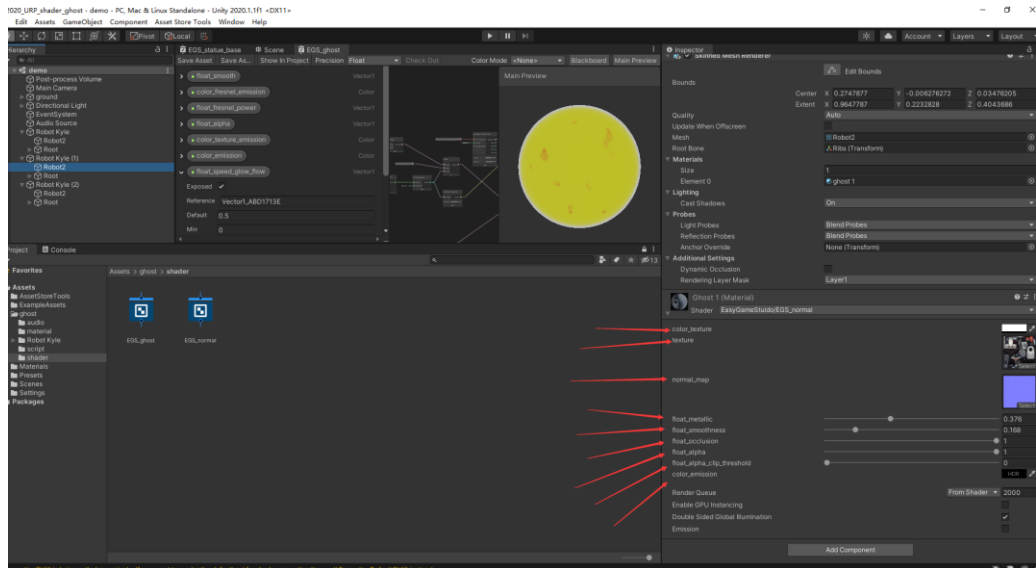 2020_URP_shader_ghost - demo - PC, Mac & Linux Standalone - Unity 2020.1.1f1 <DX11>
Edit Assets GameObject Component Asset Store Tools Window Help
Pivot Local Account Layers Layout
Hierarchy
All
demo
Post-process Volume
Main Camera
ground
Directional Light
EventSystem
Audio Source
Robot Kyle
Robot2
Root
Robot Kyle (1)
Robot2
Root
Robot Kyle (2)
Robot2
Root
EGS_statue_base Scene EGS_ghost
Save Asset Save As... Show In Project Precision Float Check Out Color Mode <None> Blackboard Main Preview
float_smooth Vector1
color_fresnel_emission Color
float_fresnel_power Vector1
float_alpha Vector1
color_texture_emission Color
color_emission Color
float_speed_glow_flow Vector1
Exposed
Reference Vector1_ABD1713E
Default 0.5
Min 0
Main Preview
Inspector
Skinned Mesh Renderer
Edit Bounds
Bounds
Center X 0.2747877 Y -0.006276272 Z 0.03476205
Extent X 0.9647787 Y 0.2232828 Z 0.4043686
Quality Auto
Update When Offscreen
Mesh Robot2
Root Bone Ribs (Transform)
Materials
Size 1
Element 0 ghost 1
Lighting
Cast Shadows On
Probes
Light Probes Blend Probes
Reflection Probes Blend Probes
Anchor Override None (Transform)
Additional Settings
Dynamic Occlusion
Rendering Layer Mask Layer1
Ghost 1 (Material)
Shader EasyGameStuido/EGS_normal
color_texture
texture
Select
normal_map
float_metallic 0.376
float_smoothness 0.168
float_occlusion 1
float_alpha 1
float_alpha_clip_threshold 0
color_emission HDR
Render Queue From Shader 2000
Enable GPU Instancing
Double Sided Global Illumination
Emission
Add Component
Project Console
13
Favorites
Assets
AssetStoreTools
ExampleAssets
ghost
audio
material
Robot Kyle
script
shader
Materials
Presets
Scenes
Settings
Packages
Assets > ghost > shader
EGS_ghost EGS_normal